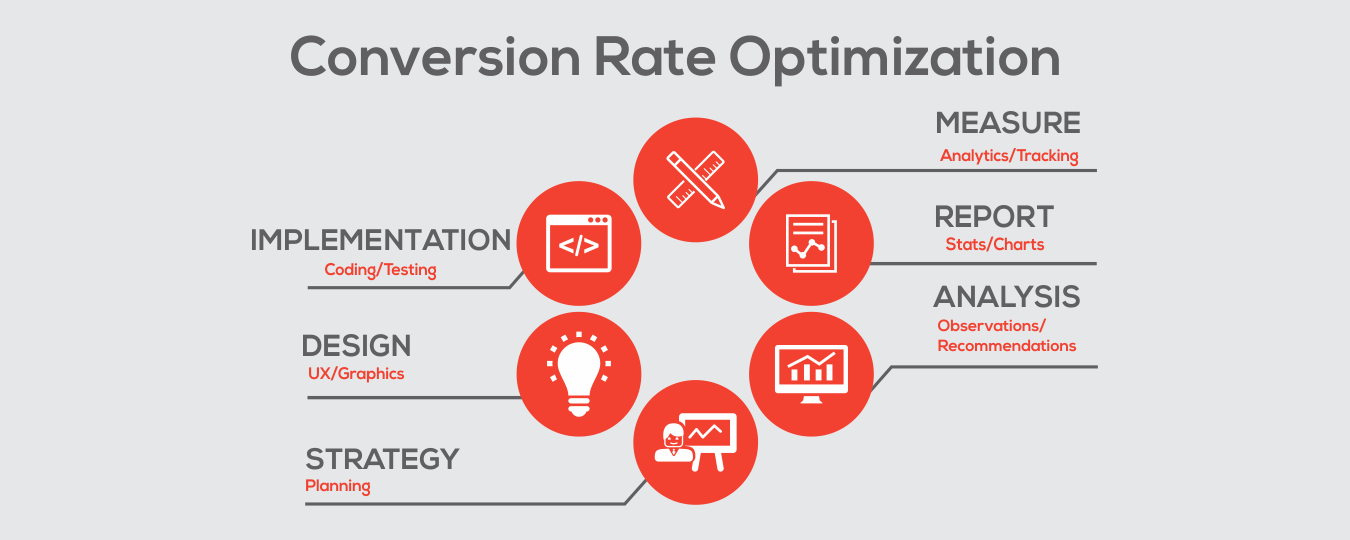 Conversion Rate Optimization
MEASURE
Analytics/Tracking
REPORT
Stats/Charts
ANALYSIS
Observations/
Recommendations
STRATEGY
Planning
DESIGN
UX/Graphics
IMPLEMENTATION
Coding/Testing
</>